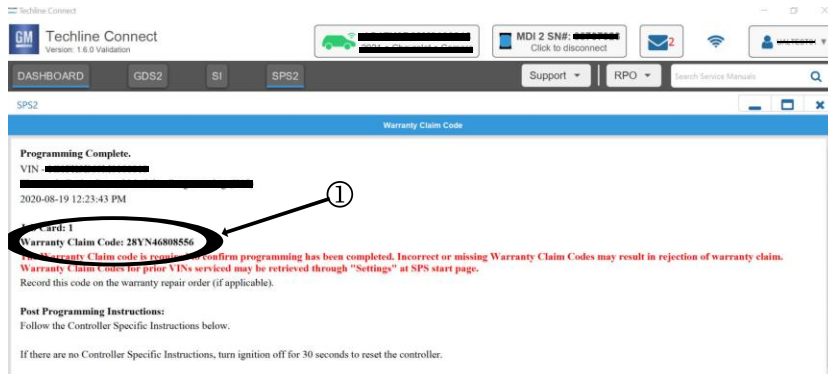 Techline Connect
GM Techline Connect
Version: 1.6.0 Validation
MDI 2 SN#:
Click to disconnect
2
DASHBOARD GDS2 SI SPS2 Support RPO Search Service Manuals
SPS2
Warranty Claim Code
Programming Complete.
VIN -
2020-08-19 12:23:43 PM
①
Card: 1
Warranty Claim Code: 28YN46808556
The Warranty Claim code is required to confirm programming has been completed. Incorrect or missing Warranty Claim Codes may result in rejection of warranty claim.
Warranty Claim Codes for prior VINs serviced may be retrieved through "Settings" at SPS start page.
Record this code on the warranty repair order (if applicable).
Post Programming Instructions:
Follow the Controller Specific Instructions below.
If there are no Controller Specific Instructions, turn ignition off for 30 seconds to reset the controller.